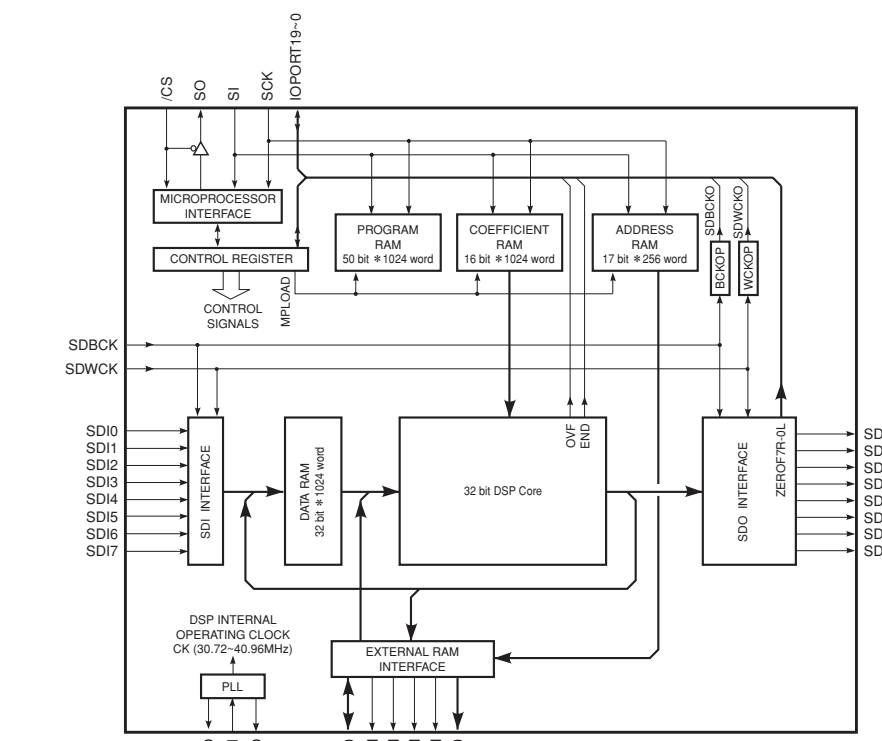 /CS
SO
SI
SCK
IOPORT19~0
MICROPROCESSOR
INTERFACE
CONTROL REGISTER
CONTROL
SIGNALS
MPLOAD
PROGRAM
RAM
50 bit *1024 word
COEFFICIENT
RAM
16 bit *1024 word
ADDRESS
RAM
17 bit *256 word
SDBCKO
SDWCKO
BCKOP
WCKOP
SDBCK
SDWCK
SDI0
SDI1
SDI2
SDI3
SDI4
SDI5
SDI6
SDI7
SDI INTERFACE
DATA RAM
32 bit *1024 word
32 bit DSP Core
OVF
END
SDO INTERFACE
ZEROF7R-0L
SD
SD
SD
SD
SD
SD
SD
SD
DSP INTERNAL
OPERATING CLOCK
CK (30.72~40.96MHz)
PLL
EXTERNAL RAM
INTERFACE